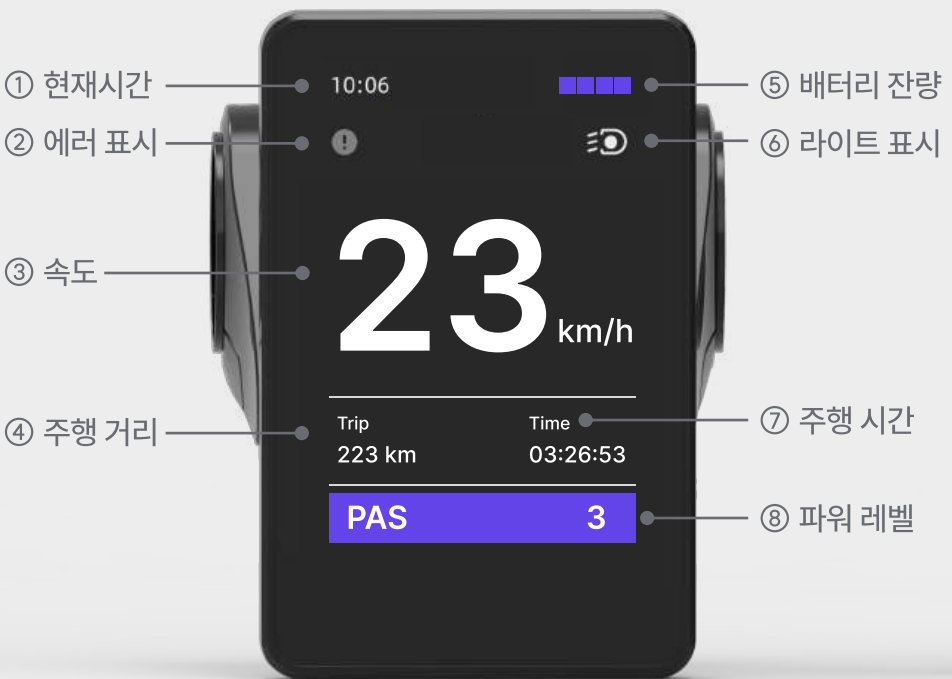 ① 현재시간
10:06
⑤ 배터리 잔량
② 에러 표시
⑥ 라이트 표시
③ 속도
23 km/h
④ 주행 거리
Trip
Time
⑦ 주행 시간
223 km
03:26:53
PAS 3
⑧ 파워 레벨